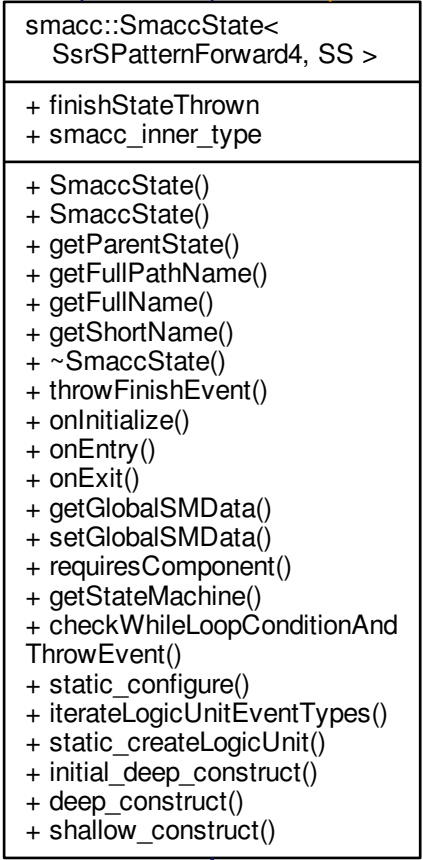 smacc::SmaccState<
SsrSPatternForward4, SS >
+ finishStateThrown
+ smacc_inner_type
+ SmaccState()
+ SmaccState()
+ getParentState()
+ getFullPathName()
+ getFullName()
+ getShortName()
+ ~SmaccState()
+ throwFinishEvent()
+ onInitialize()
+ onEntry()
+ onExit()
+ getGlobalSMData()
+ setGlobalSMData()
+ requiresComponent()
+ getStateMachine()
+ checkWhileLoopConditionAnd
ThrowEvent()
+ static_configure()
+ iterateLogicUnitEventTypes()
+ static_createLogicUnit()
+ initial_deep_construct()
+ deep_construct()
+ shallow_construct()